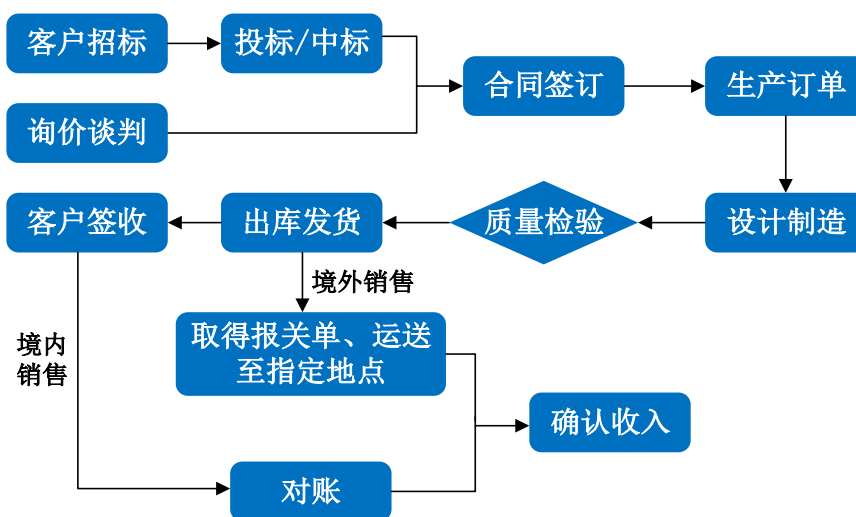 客户招标
投标/中标
询价谈判
合同签订
生产订单
客户签收
出库发货
质量检验
设计制造
境外销售
境内
销售
取得报关单、运送
至指定地点
确认收入
对账